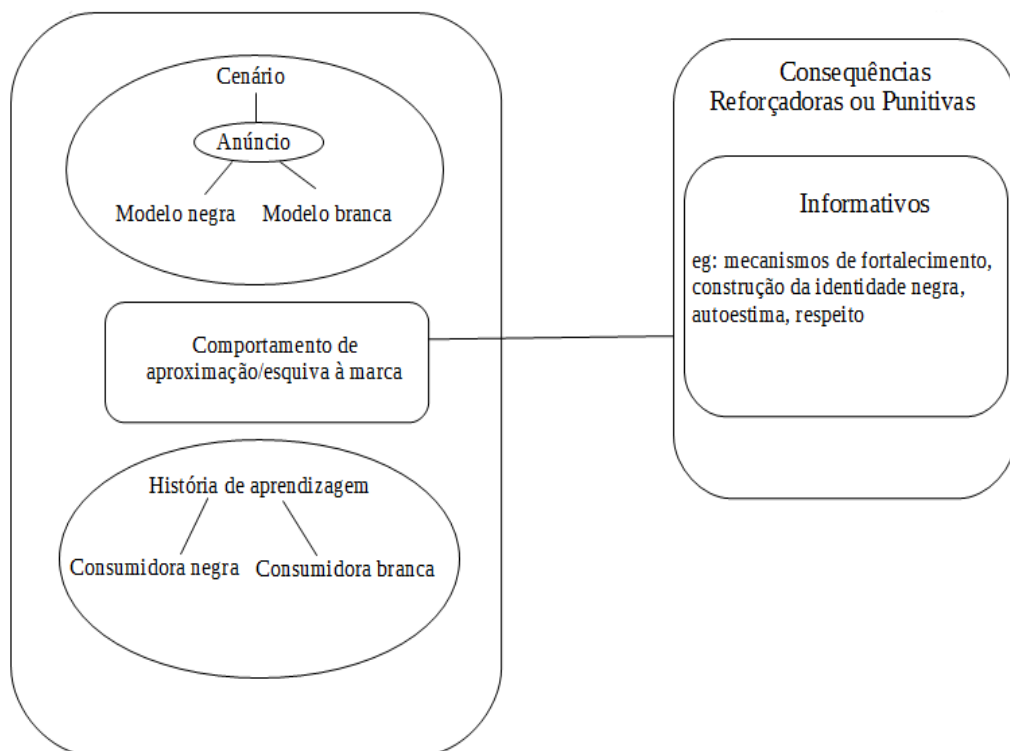 Cenário
Anúncio
Modelo negra
Modelo branca
Comportamento de
aproximação/esquiva à marca
História de aprendizagem
Consumidora negra
Consumidora branca
Consequências
Reforçadoras ou Punitivas
Informativos
eg: mecanismos de fortalecimento,
construção da identidade negra,
autoestima, respeito